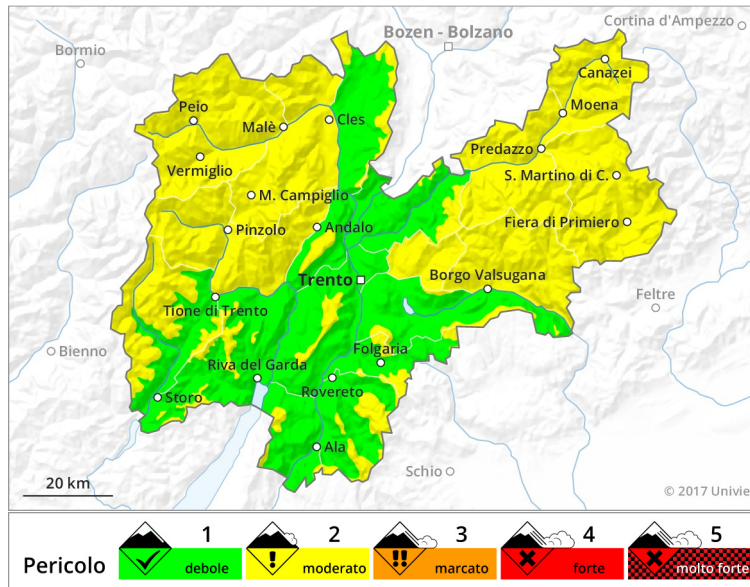 Cortina d'Ampezzo
Bozen - Bolzano
Bormio
Canazei
Peio
Moena
Malè
Cles
Predazzo
Vermiglio
S. Martino di C.
M. Campiglio
Pinzolo
Andalo
Fiera di Primiero
Trento
Borgo Valsugana
Feltre
Tione di Trento
Bienno
Folgaria
Riva del Garda
Rovereto
Storo
Ala
Schio
20 km
© 2017 Univie
Pericolo
1
debole
2
! moderato
3
!! marcato
4
forte
5
molto forte